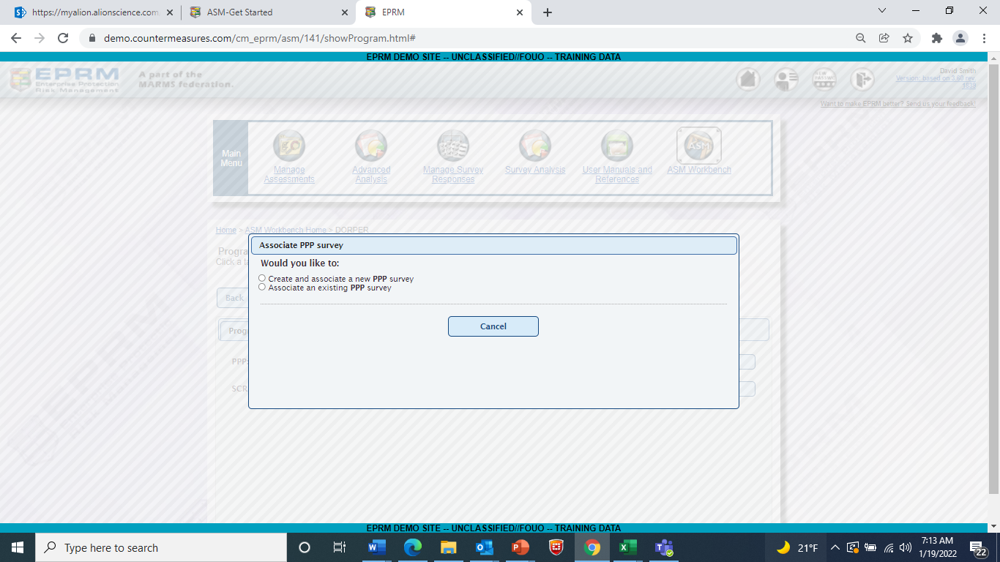 https://myalion.alionscience.com
ASM-Get Started
EPRM
demo.countermeasures.com/cm_eprm/asm/141/showProgram.html#
EPRM DEMO SITE -- UNCLASSIFIED//FOUO -- TRAINING DATA
EPRM
Enterprise Protection
Risk Management
A part of the
MARMS federation.
David Smith
Version: based on 3.60 rev.
1839
Want to make EPRM better? Send us your feedback!
Main
Menu
Manage
Assessments
Advanced
Analysis
Manage Survey
Responses
Survey Analysis
User Manuals and
References
ASM
ASM Workbench
Home > ASM Workbench Home > DORPER
Progra
Click a ta
Associate PPP survey
Would you like to:
Create and associate a new PPP survey
Associate an existing PPP survey
Back
Cancel
Progr
PPP:
SCR
EPRM DEMO SITE -- UNCLASSIFIED//FOUO -- TRAINING DATA
Type here to search
21°F
7:13 AM
1/19/2022
22